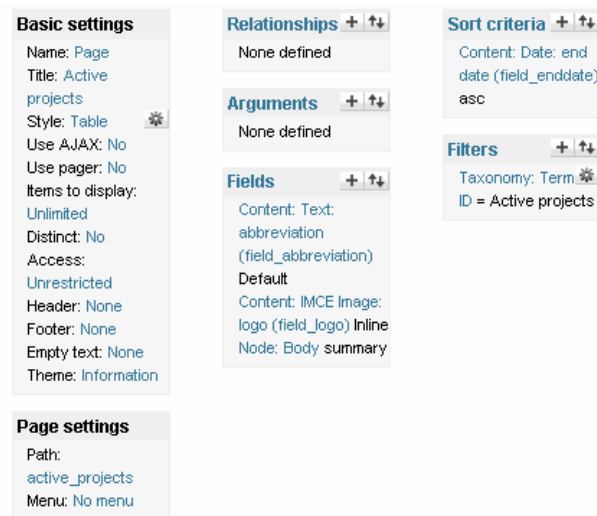 Basic settings
Name: Page
Title: Active
projects
Style: Table
Use AJAX: No
Use pager: No
Items to display:
Unlimited
Distinct: No
Access:
Unrestricted
Header: None
Footer: None
Empty text: None
Theme: Information
Page settings
Path:
active_projects
Menu: No menu
Relationships
None defined
Arguments
None defined
Fields
Content: Text:
abbreviation
(field_abbreviation)
Default
Content: IMCE Image:
logo (field_logo) Inline
Node: Body summary
Sort criteria
Content: Date: end
date (field_enddate)
asc
Filters
Taxonomy: Term
ID = Active projects